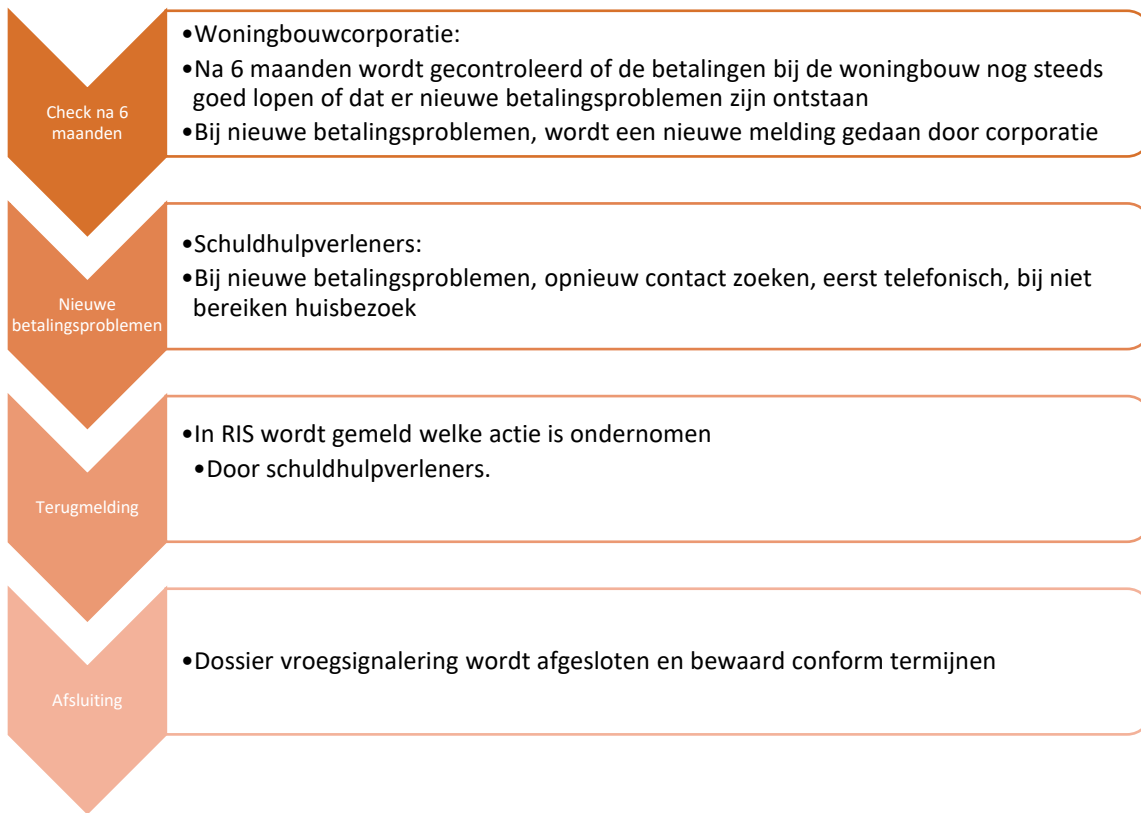 Check na 6
maanden
•Woningbouwcorporatie:
•Na 6 maanden wordt gecontroleerd of de betalingen bij de woningbouw nog steeds
goed lopen of dat er nieuwe betalingsproblemen zijn ontstaan
•Bij nieuwe betalingsproblemen, wordt een nieuwe melding gedaan door corporatie
Nieuwe
betalingsproblemen
•Schuldhulpverleners:
•Bij nieuwe betalingsproblemen, opnieuw contact zoeken, eerst telefonisch, bij niet
bereiken huisbezoek
Terugmelding
•In RIS wordt gemeld welke actie is ondernomen
•Door schuldhulpverleners.
Afsluiting
•Dossier vroegsignalering wordt afgesloten en bewaard conform termijnen